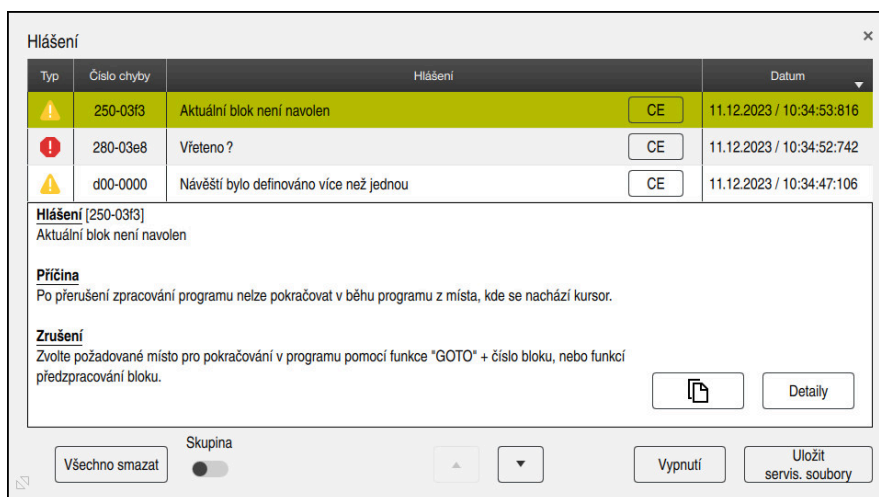 Hlášení
Typ Číslo chyby Hlášení Datum
250-03f3 Aktuální blok není navolen CE 11.12.2023 / 10:34:53:816
280-03e8 Vřeteno ? CE 11.12.2023 / 10:34:52:742
d00-0000 Návěští bylo definováno více než jednou CE 11.12.2023 / 10:34:47:106
Hlášení [250-03f3]
Aktuální blok není navolen
Příčina
Po přerušení zpracování programu nelze pokračovat v běhu programu z místa, kde se nachází kursor.
Zrušení
Zvolte požadované místo pro pokračování v programu pomocí funkce "GOTO" + číslo bloku, nebo funkcí
předzpracování bloku.
Detaily
Všechno smazat
Skupina
Vypnutí
Uložit
servis. soubory